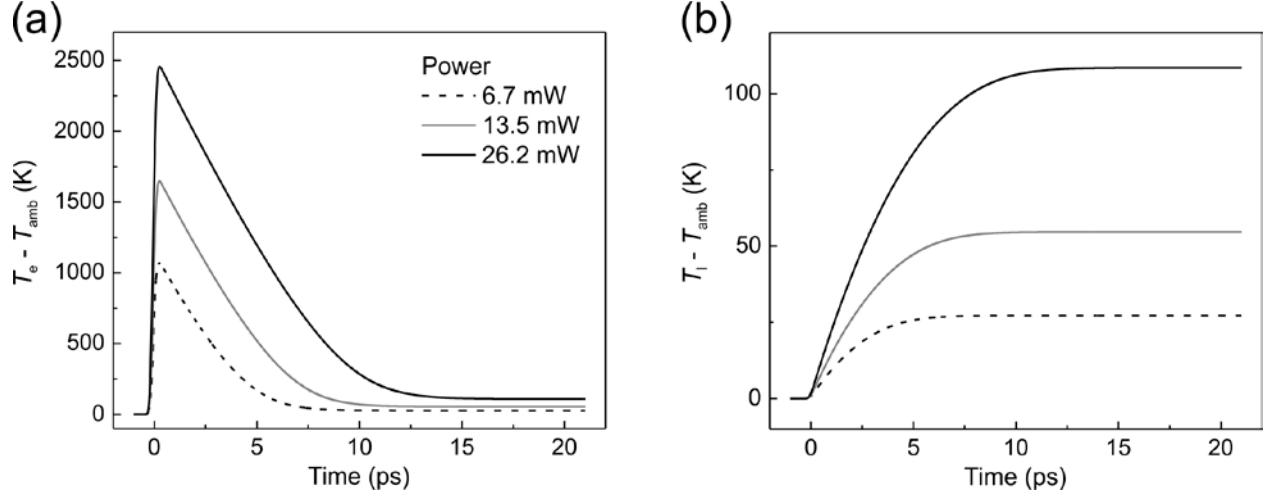 (a)
2500
2000
1500
1000
500
0
Te - Tamb (K)
Power
6.7 mW
13.5 mW
26.2 mW
0 5 10 15 20
Time (ps)
(b)
100
50
0
Tl - Tamb (K)
0 5 10 15 20
Time (ps)